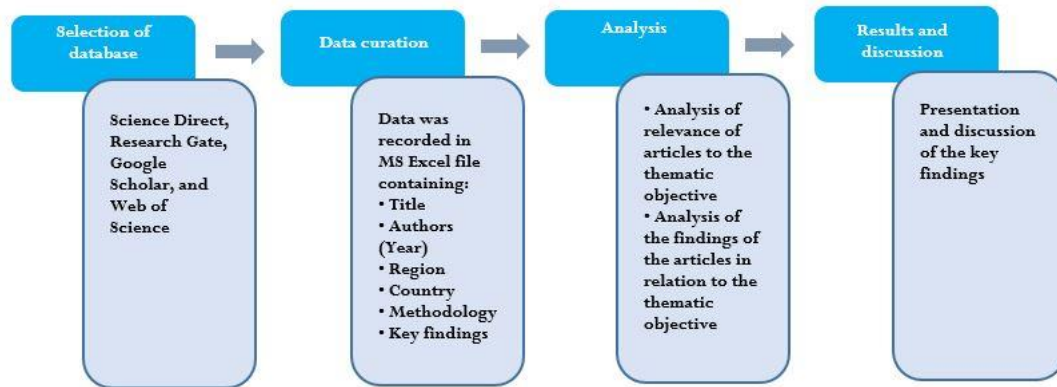 Selection of
database
Science Direct,
Research Gate,
Google
Scholar, and
Web of
Science
Data curation
Data was
recorded in
MS Excel file
containing:
• Title
• Authors
(Year)
• Region
• Country
• Methodology
• Key findings
Analysis
• Analysis of
relevance of
articles to the
thematic
objective
• Analysis of
the findings of
the articles in
relation to the
thematic
objective
Results and
discussion
Presentation
and discussion
of the key
findings